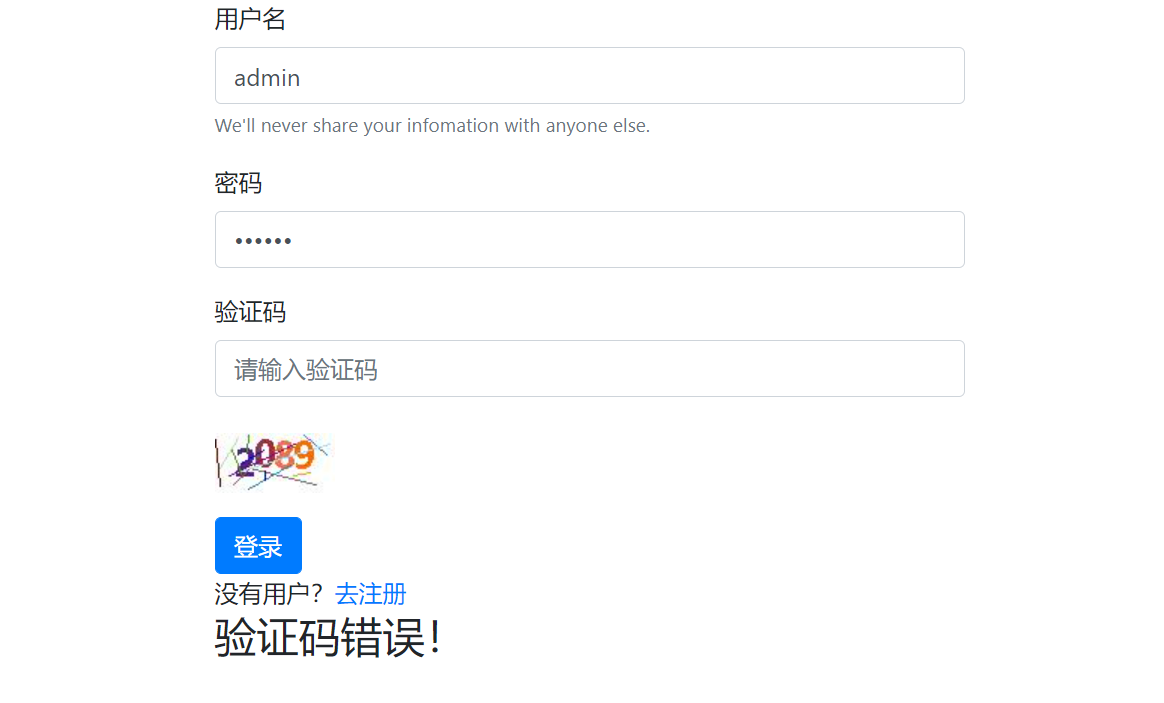 用户名
admin
We'll never share your infomation with anyone else.
密码
••••••
验证码
请输入验证码
2089
登录
没有用户？去注册
验证码错误！